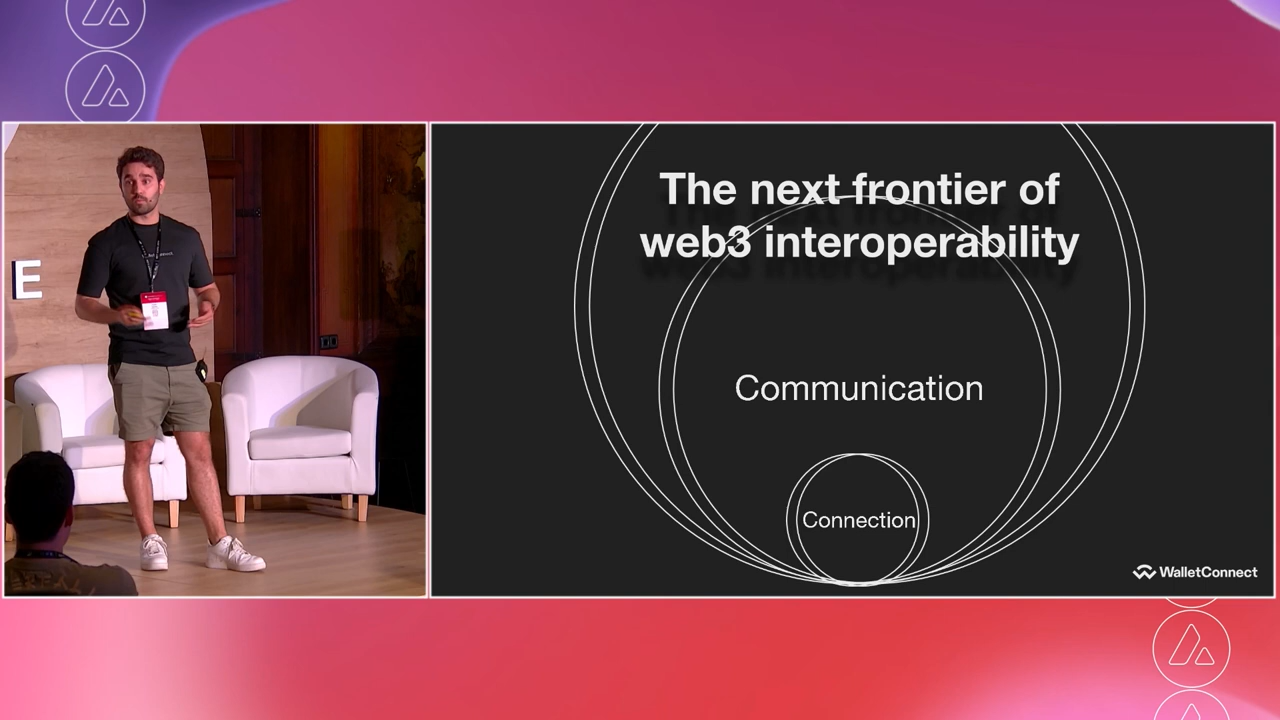 E
The next frontier of
web3 interoperability
Communication
Connection
WalletConnect